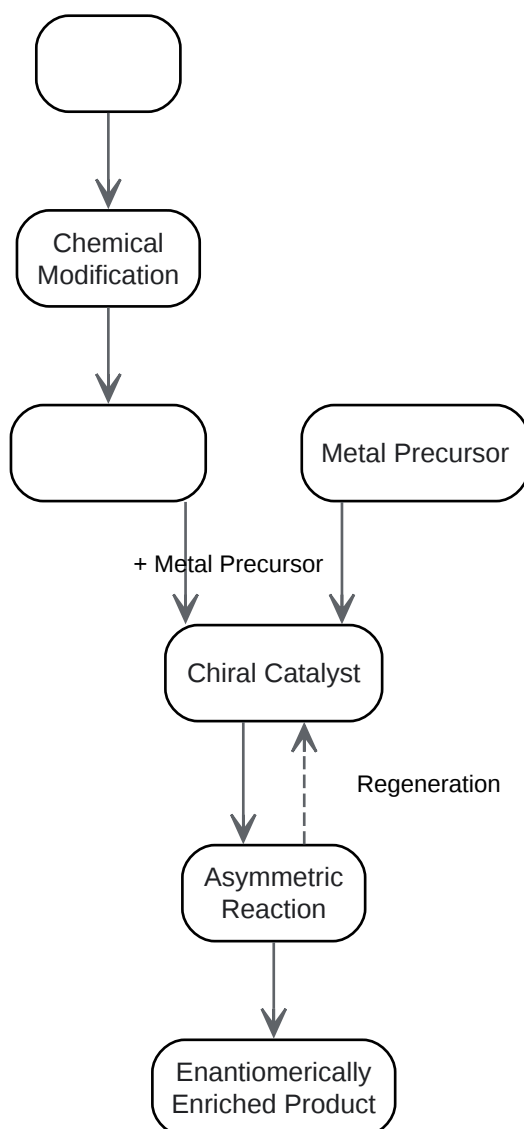 Chemical
Modification
Metal Precursor
+ Metal Precursor
Chiral Catalyst
Regeneration
Asymmetric
Reaction
Enantiomerically
Enriched Product